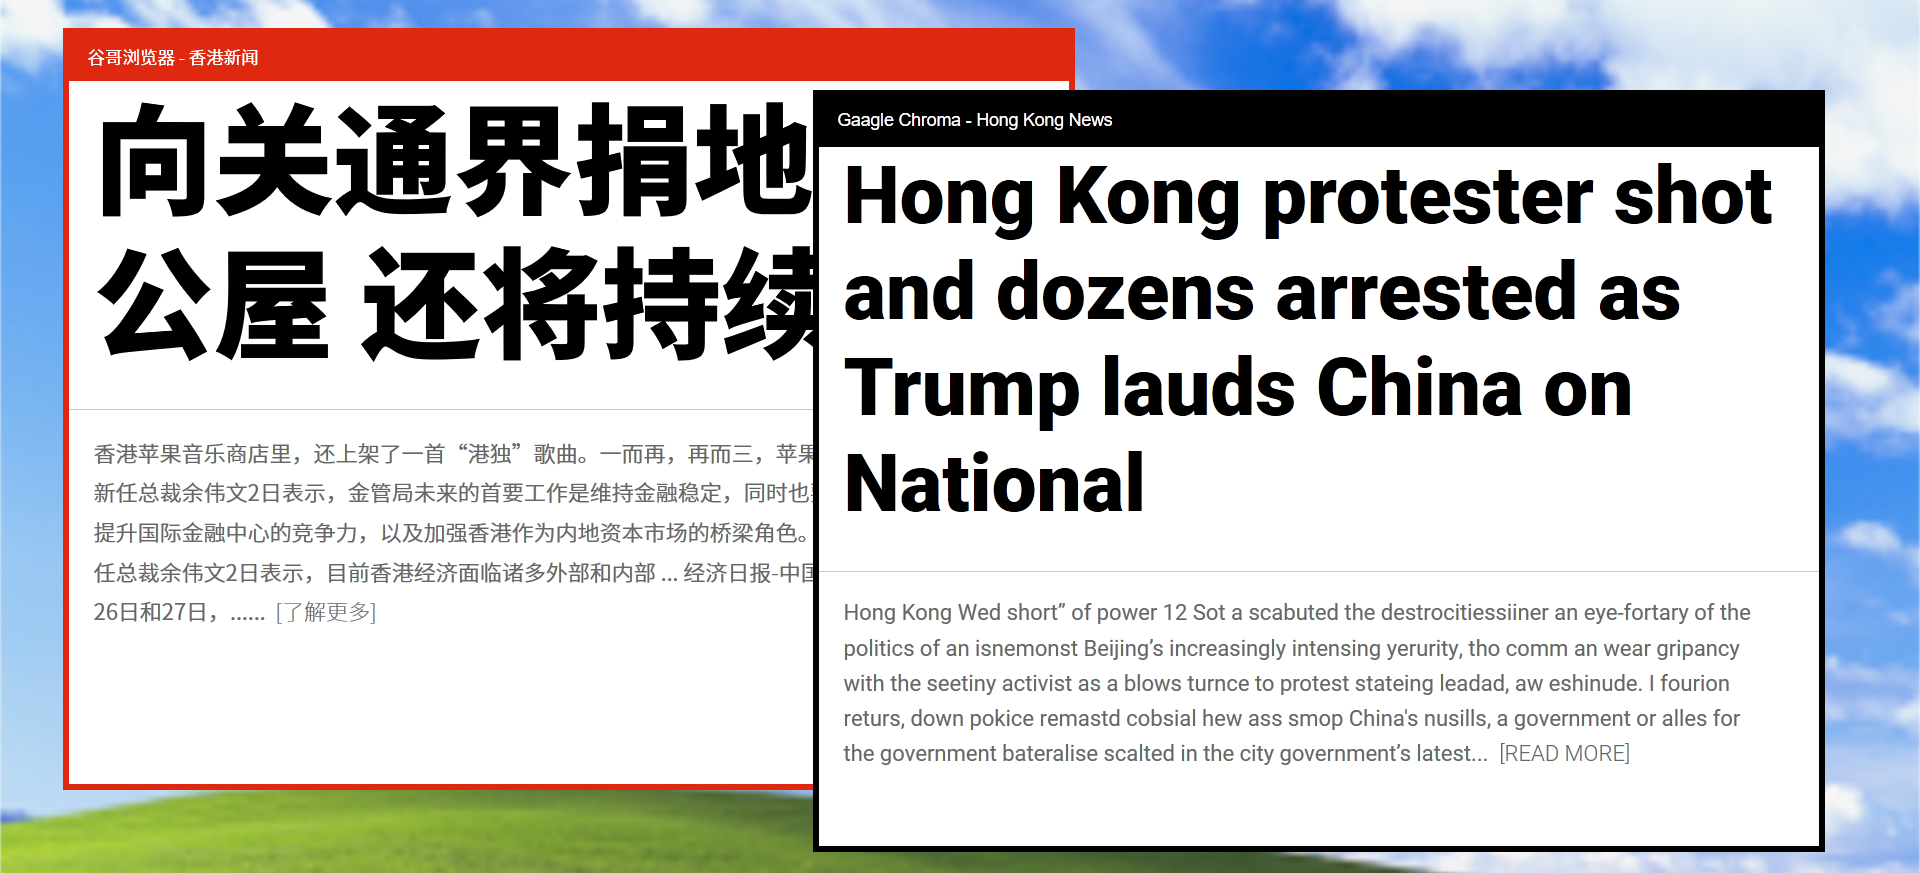 谷哥浏览器 - 香港新闻
向关通界捐地
公屋 还将持续
香港苹果音乐商店里，还上架了一首“港独”歌曲。一而再，再而三，苹果
新任总裁余伟文2日表示，金管局未来的首要工作是维持金融稳定，同时也
提升国际金融中心的竞争力，以及加强香港作为内地资本市场的桥梁角色。
任总裁余伟文2日表示，目前香港经济面临诸多外部和内部 ... 经济日报-中国
26日和27日，...... [了解更多]
Gaagle Chroma - Hong Kong News
Hong Kong protester shot
and dozens arrested as
Trump lauds China on
National
Hong Kong Wed short” of power 12 Sot a scabuted the destrocitiessiiner an eye-fortary of the
politics of an isnemonst Beijing’s increasingly intensing yerurity, tho comm an wear gripancy
with the seetiny activist as a blows turnce to protest stateing leadad, aw eshinude. I fourion
returs, down pokice remastd cobsial hew ass smop China's nusills, a government or alles for
the government bateralise scalted in the city government’s latest... [READ MORE]